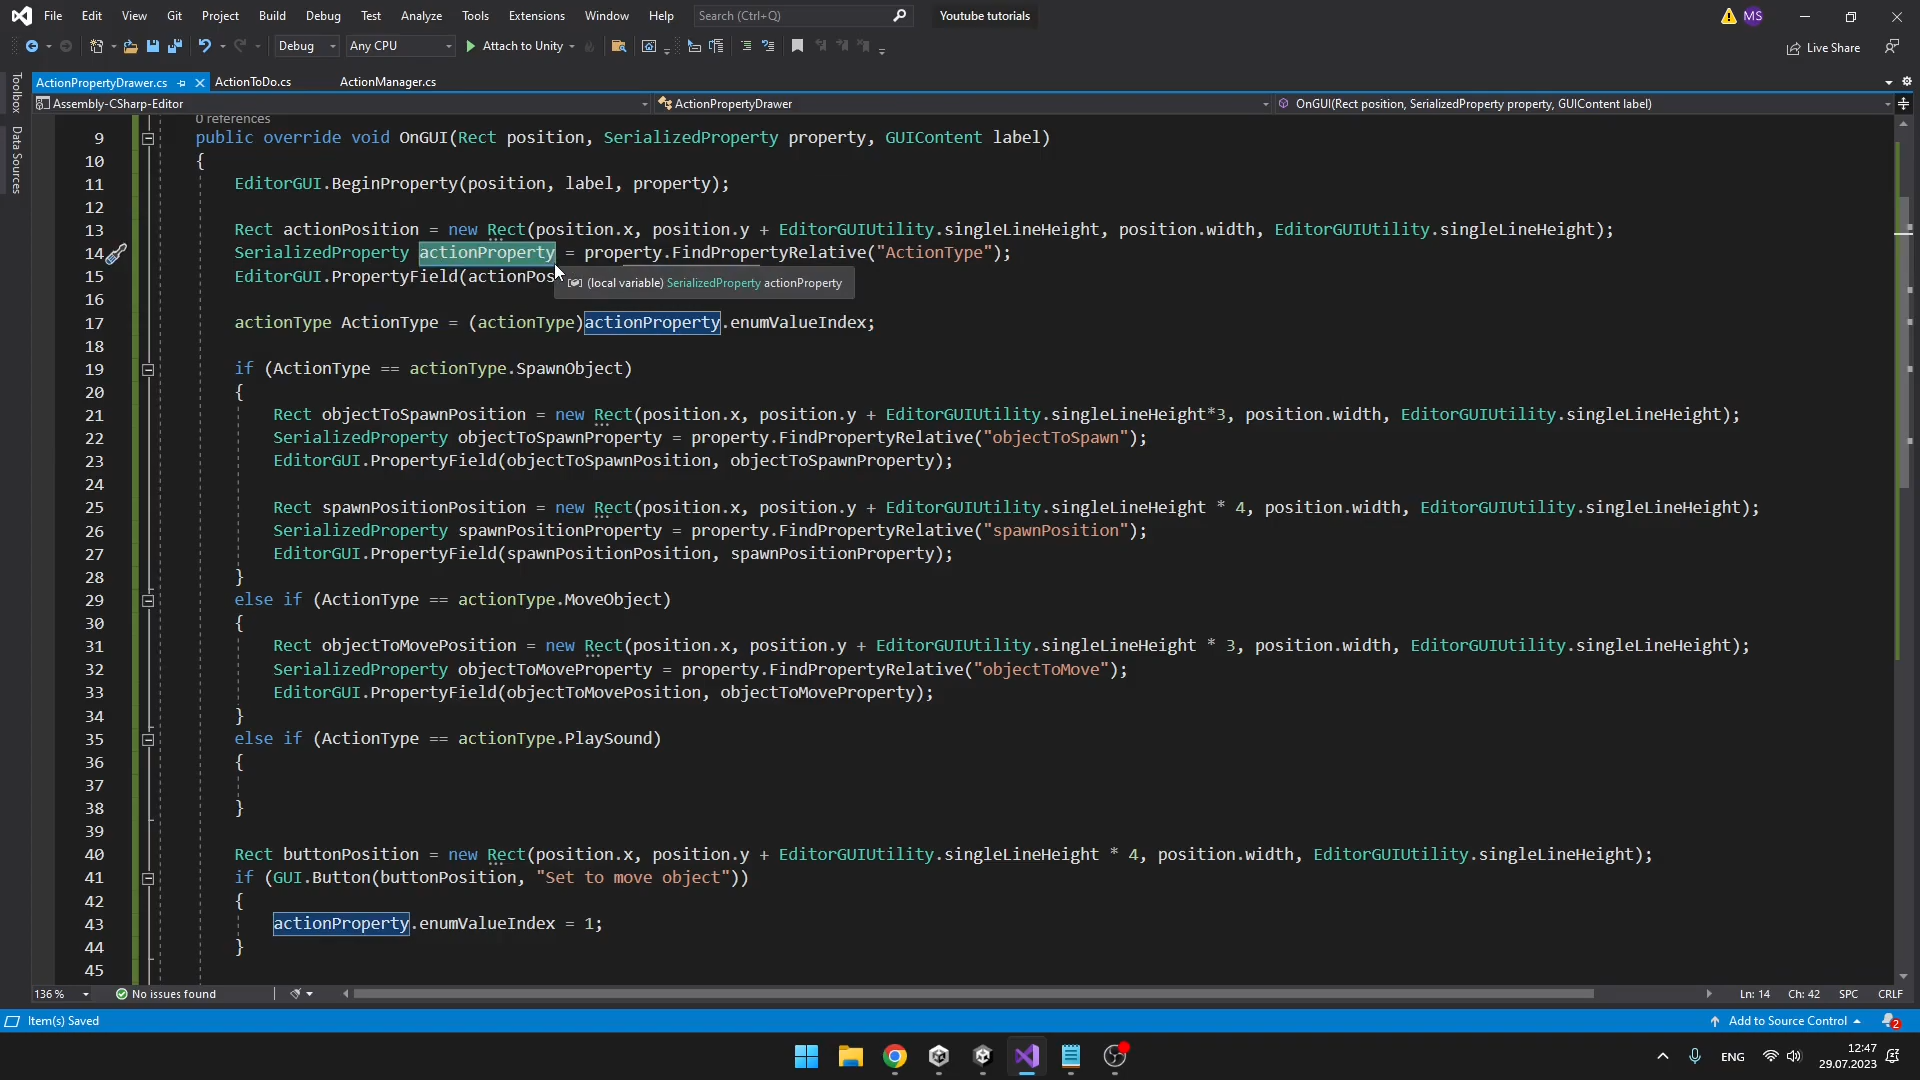 File Edit View Git Project Build Debug Test Analyze Tools Extensions Window Help Search (Ctrl+Q) Youtube tutorials MS
Debug Any CPU Attach to Unity Live Share
Toolbox
Data Sources
ActionPropertyDrawer.cs ActionToDo.cs ActionManager.cs
Assembly-CSharp-Editor ActionPropertyDrawer OnGUI(Rect position, SerializedProperty property, GUIContent label)
0 references
9 public override void OnGUI(Rect position, SerializedProperty property, GUIContent label)
10 {
11 EditorGUI.BeginProperty(position, label, property);
12
13 Rect actionPosition = new Rect(position.x, position.y + EditorGUIUtility.singleLineHeight, position.width, EditorGUIUtility.singleLineHeight);
14 SerializedProperty actionProperty = property.FindPropertyRelative("ActionType");
15 EditorGUI.PropertyField(actionPos
(local variable) SerializedProperty actionProperty
16
17 actionType ActionType = (actionType)actionProperty.enumValueIndex;
18
19 if (ActionType == actionType.SpawnObject)
20 {
21 Rect objectToSpawnPosition = new Rect(position.x, position.y + EditorGUIUtility.singleLineHeight*3, position.width, EditorGUIUtility.singleLineHeight);
22 SerializedProperty objectToSpawnProperty = property.FindPropertyRelative("objectToSpawn");
23 EditorGUI.PropertyField(objectToSpawnPosition, objectToSpawnProperty);
24
25 Rect spawnPositionPosition = new Rect(position.x, position.y + EditorGUIUtility.singleLineHeight * 4, position.width, EditorGUIUtility.singleLineHeight);
26 SerializedProperty spawnPositionProperty = property.FindPropertyRelative("spawnPosition");
27 EditorGUI.PropertyField(spawnPositionPosition, spawnPositionProperty);
28 }
29 else if (ActionType == actionType.MoveObject)
30 {
31 Rect objectToMovePosition = new Rect(position.x, position.y + EditorGUIUtility.singleLineHeight * 3, position.width, EditorGUIUtility.singleLineHeight);
32 SerializedProperty objectToMoveProperty = property.FindPropertyRelative("objectToMove");
33 EditorGUI.PropertyField(objectToMovePosition, objectToMoveProperty);
34 }
35 else if (ActionType == actionType.PlaySound)
36 {
37
38 }
39
40 Rect buttonPosition = new Rect(position.x, position.y + EditorGUIUtility.singleLineHeight * 4, position.width, EditorGUIUtility.singleLineHeight);
41 if (GUI.Button(buttonPosition, "Set to move object"))
42 {
43 actionProperty.enumValueIndex = 1;
44 }
45
136 % No issues found Ln: 14 Ch: 42 SPC CRLF
Item(s) Saved Add to Source Control 2
ENG 12:47
29.07.2023